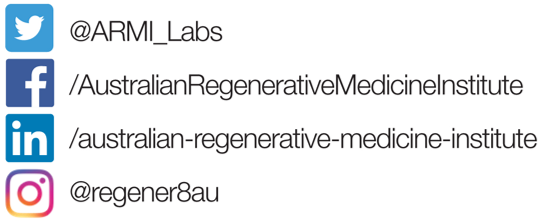 @ARMI_Labs
/AustralianRegenerativeMedicineInstitute
/australian-regenerative-medicine-institute
@regener8au